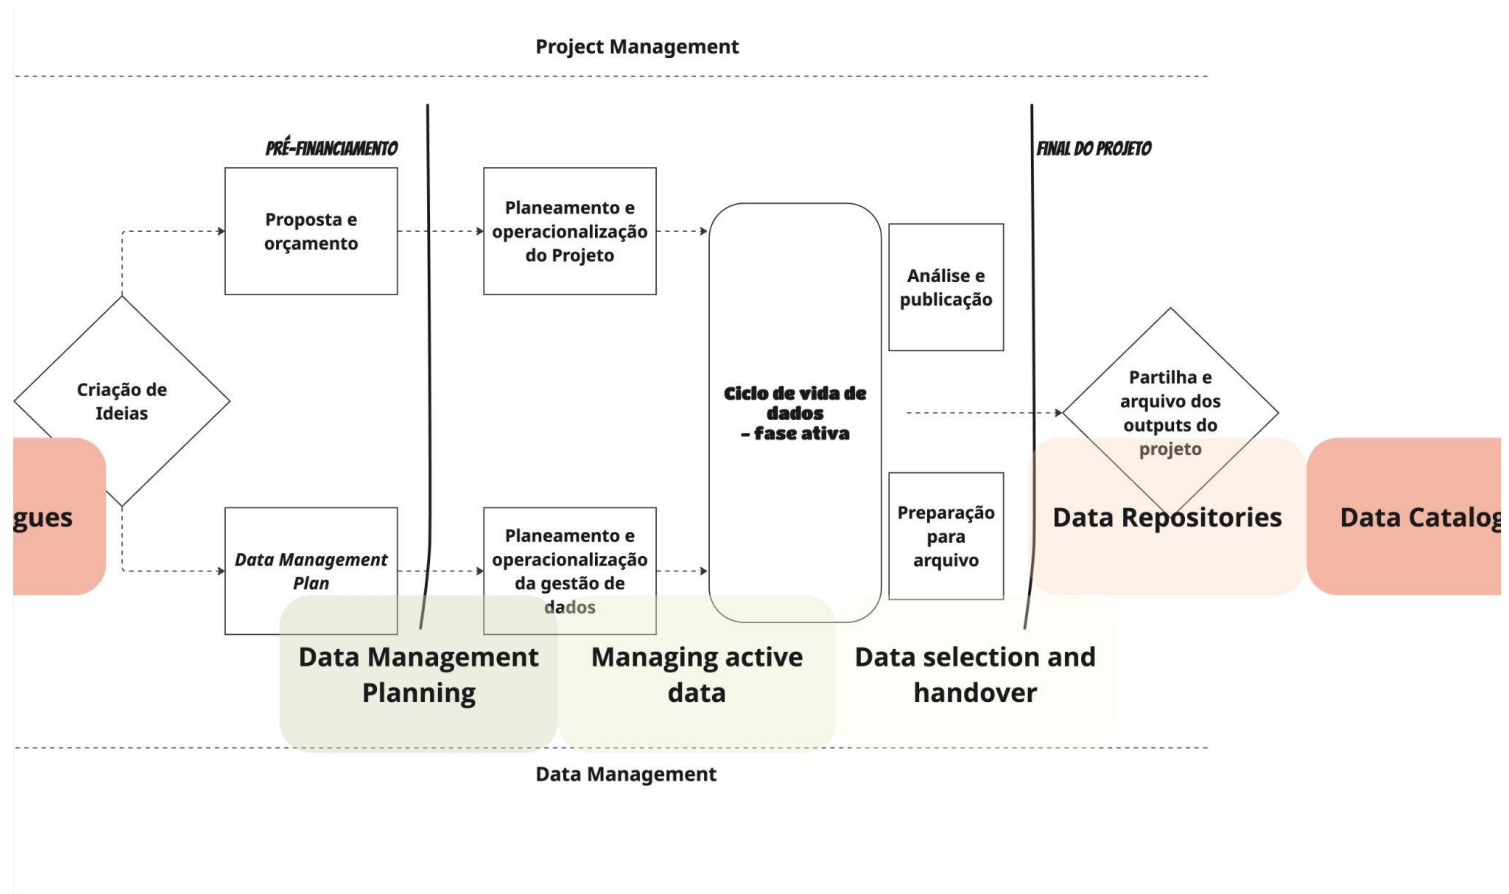 Project Management
PRÉ-FINANCIAMENTO
FINAL DO PROJETO
Proposta e
orçamento
Planeamento e
operacionalização
do Projeto
Análise e
publicação
Criação de
Ideias
Ciclo de vida de
dados
- fase ativa
Partilha e
arquivo dos
outputs do
projeto
gues
Data Management
Plan
Planeamento e
operacionalização
da gestão de
dados
Preparação
para
arquivo
Data Repositories
Data Catalog
Data Management
Planning
Managing active
data
Data selection and
handover
Data Management